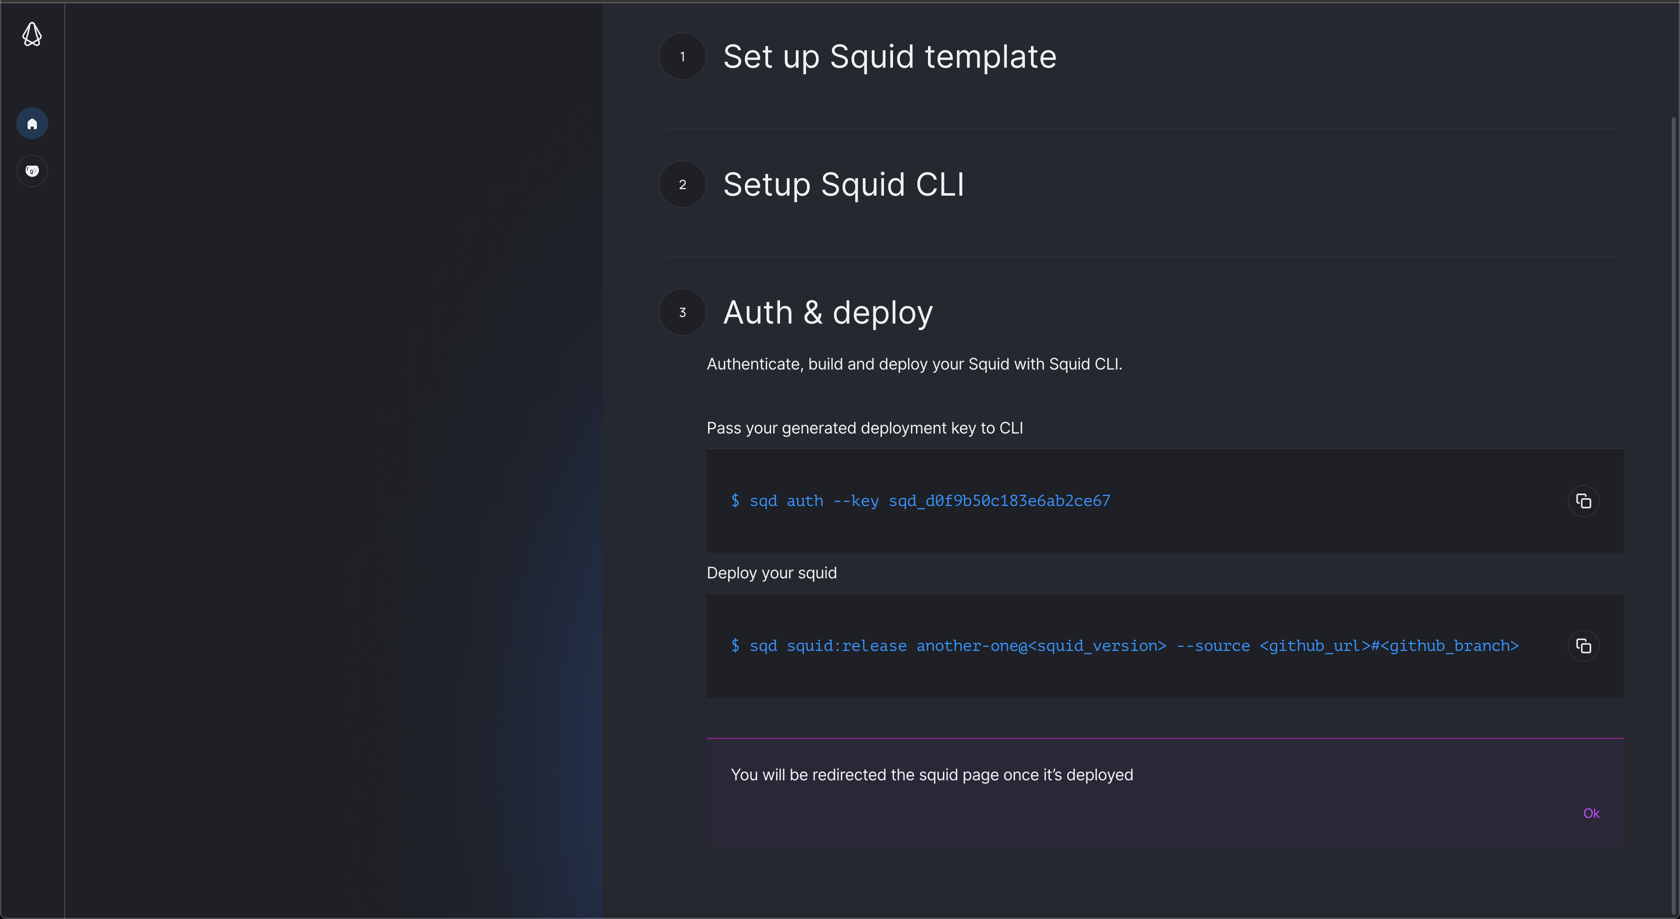 1 Set up Squid template
2 Setup Squid CLI
3 Auth & deploy
Authenticate, build and deploy your Squid with Squid CLI.
Pass your generated deployment key to CLI
$ sqd auth --key sqd_d0f9b50c183e6ab2ce67
Deploy your squid
$ sqd squid:release another-one@<squid_version> --source <github_url>#<github_branch>
You will be redirected the squid page once it’s deployed
Ok